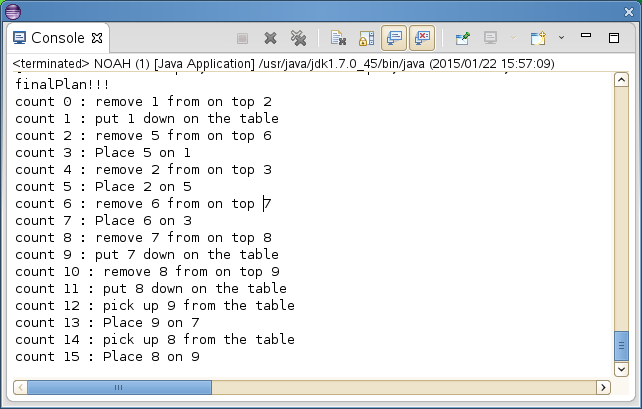 Console
<terminated> NOAH (1) [Java Application] /usr/java/jdk1.7.0_45/bin/java (2015/01/22 15:57:09)
finalPlan!!!
count 0 : remove 1 from on top 2
count 1 : put 1 down on the table
count 2 : remove 5 from on top 6
count 3 : Place 5 on 1
count 4 : remove 2 from on top 3
count 5 : Place 2 on 5
count 6 : remove 6 from on top 7
count 7 : Place 6 on 3
count 8 : remove 7 from on top 8
count 9 : put 7 down on the table
count 10 : remove 8 from on top 9
count 11 : put 8 down on the table
count 12 : pick up 9 from the table
count 13 : Place 9 on 7
count 14 : pick up 8 from the table
count 15 : Place 8 on 9